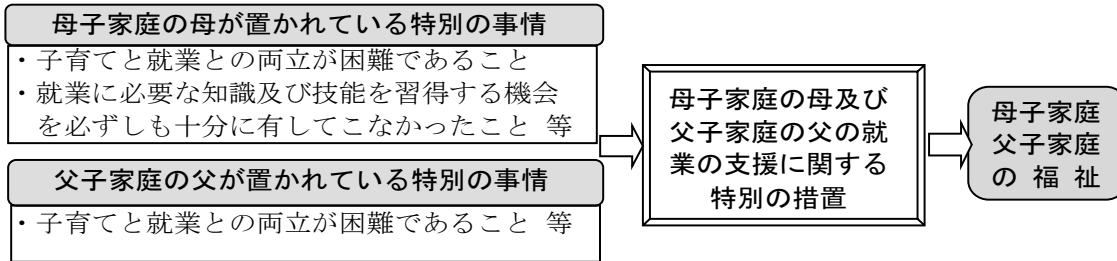 母子家庭の母が置かれている特別の事情
・子育てと就業との両立が困難であること
・就業に必要な知識及び技能を習得する機会
を必ずしも十分に有してこなかったこと 等
父子家庭の父が置かれている特別の事情
・子育てと就業との両立が困難であること 等
母子家庭の母及び
父子家庭の父の就
業の支援に関する
特別の措置
母子家庭
父子家庭
の 福 祉